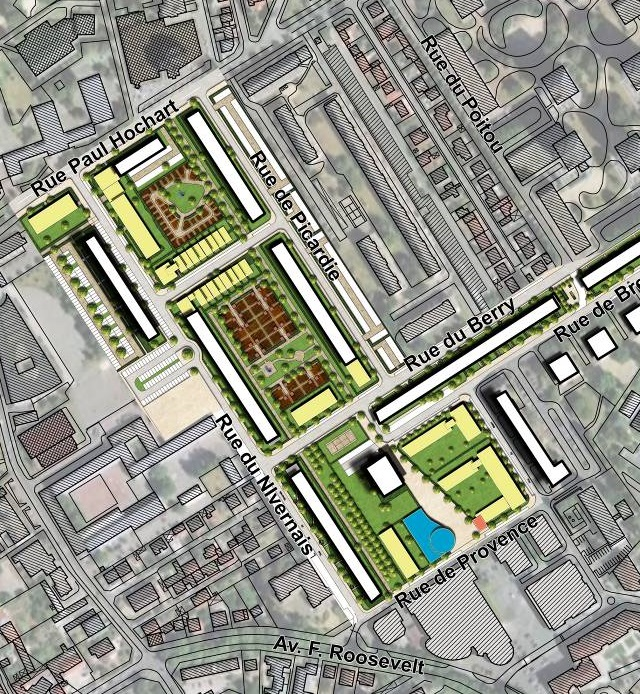 Rue du Poitou
Rue Paul Hochart
Rue de Picardie
Rue du Berry
Rue de Bre
Rue du Nivernais
Rue de Provence
Av. F. Roosevelt